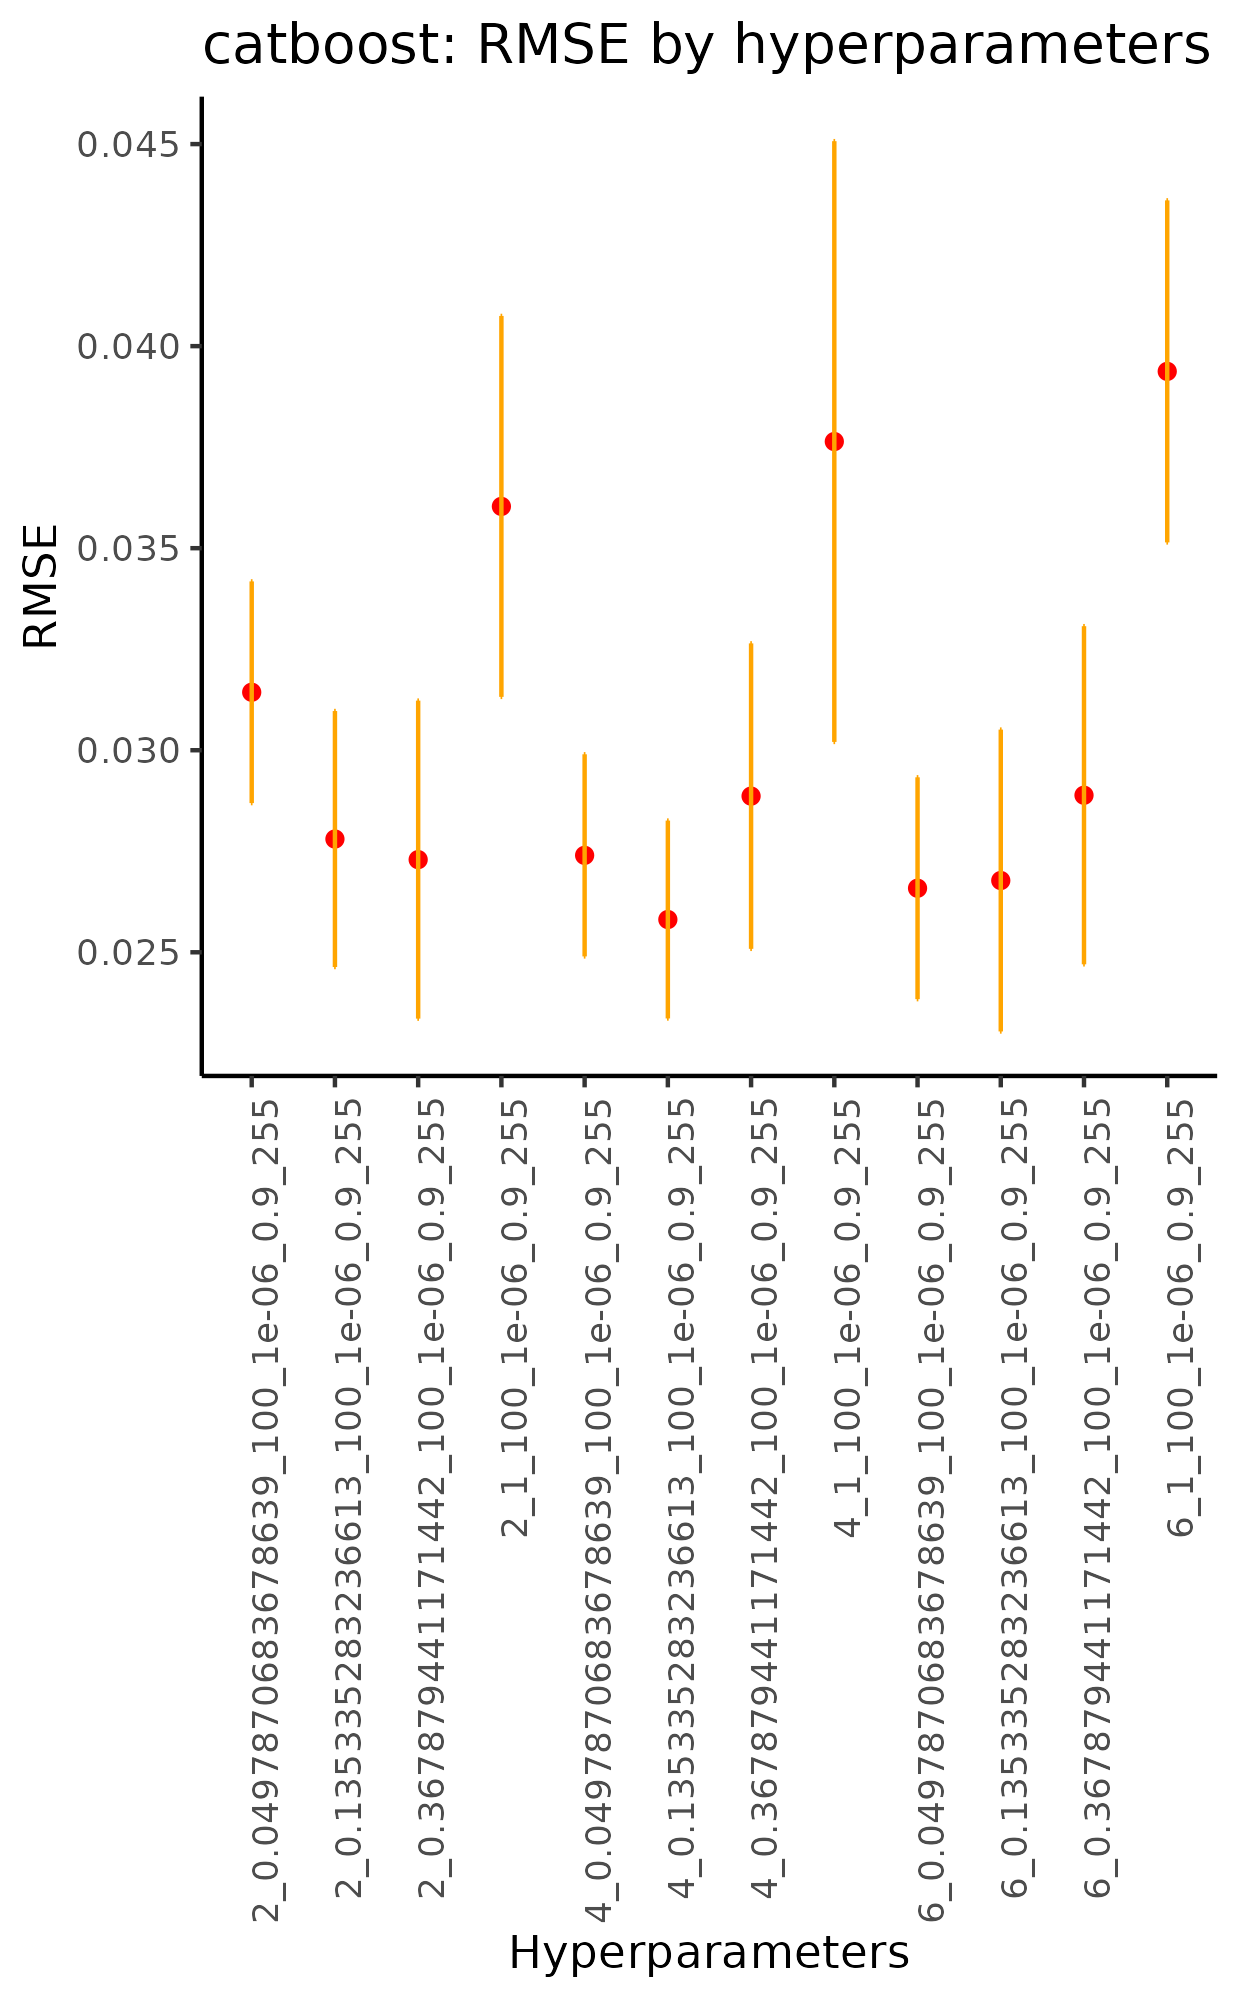 catboost: RMSE by hyperparameters
RMSE
0.045
0.040
0.035
0.030
0.025
2_0.0497870683678639_100_1e-06_0.9_255
2_0.135335283236613_100_1e-06_0.9_255
2_0.367879441171442_100_1e-06_0.9_255
2_1_100_1e-06_0.9_255
4_0.0497870683678639_100_1e-06_0.9_255
4_0.135335283236613_100_1e-06_0.9_255
4_0.367879441171442_100_1e-06_0.9_255
4_1_100_1e-06_0.9_255
6_0.0497870683678639_100_1e-06_0.9_255
6_0.135335283236613_100_1e-06_0.9_255
6_0.367879441171442_100_1e-06_0.9_255
6_1_100_1e-06_0.9_255
Hyperparameters